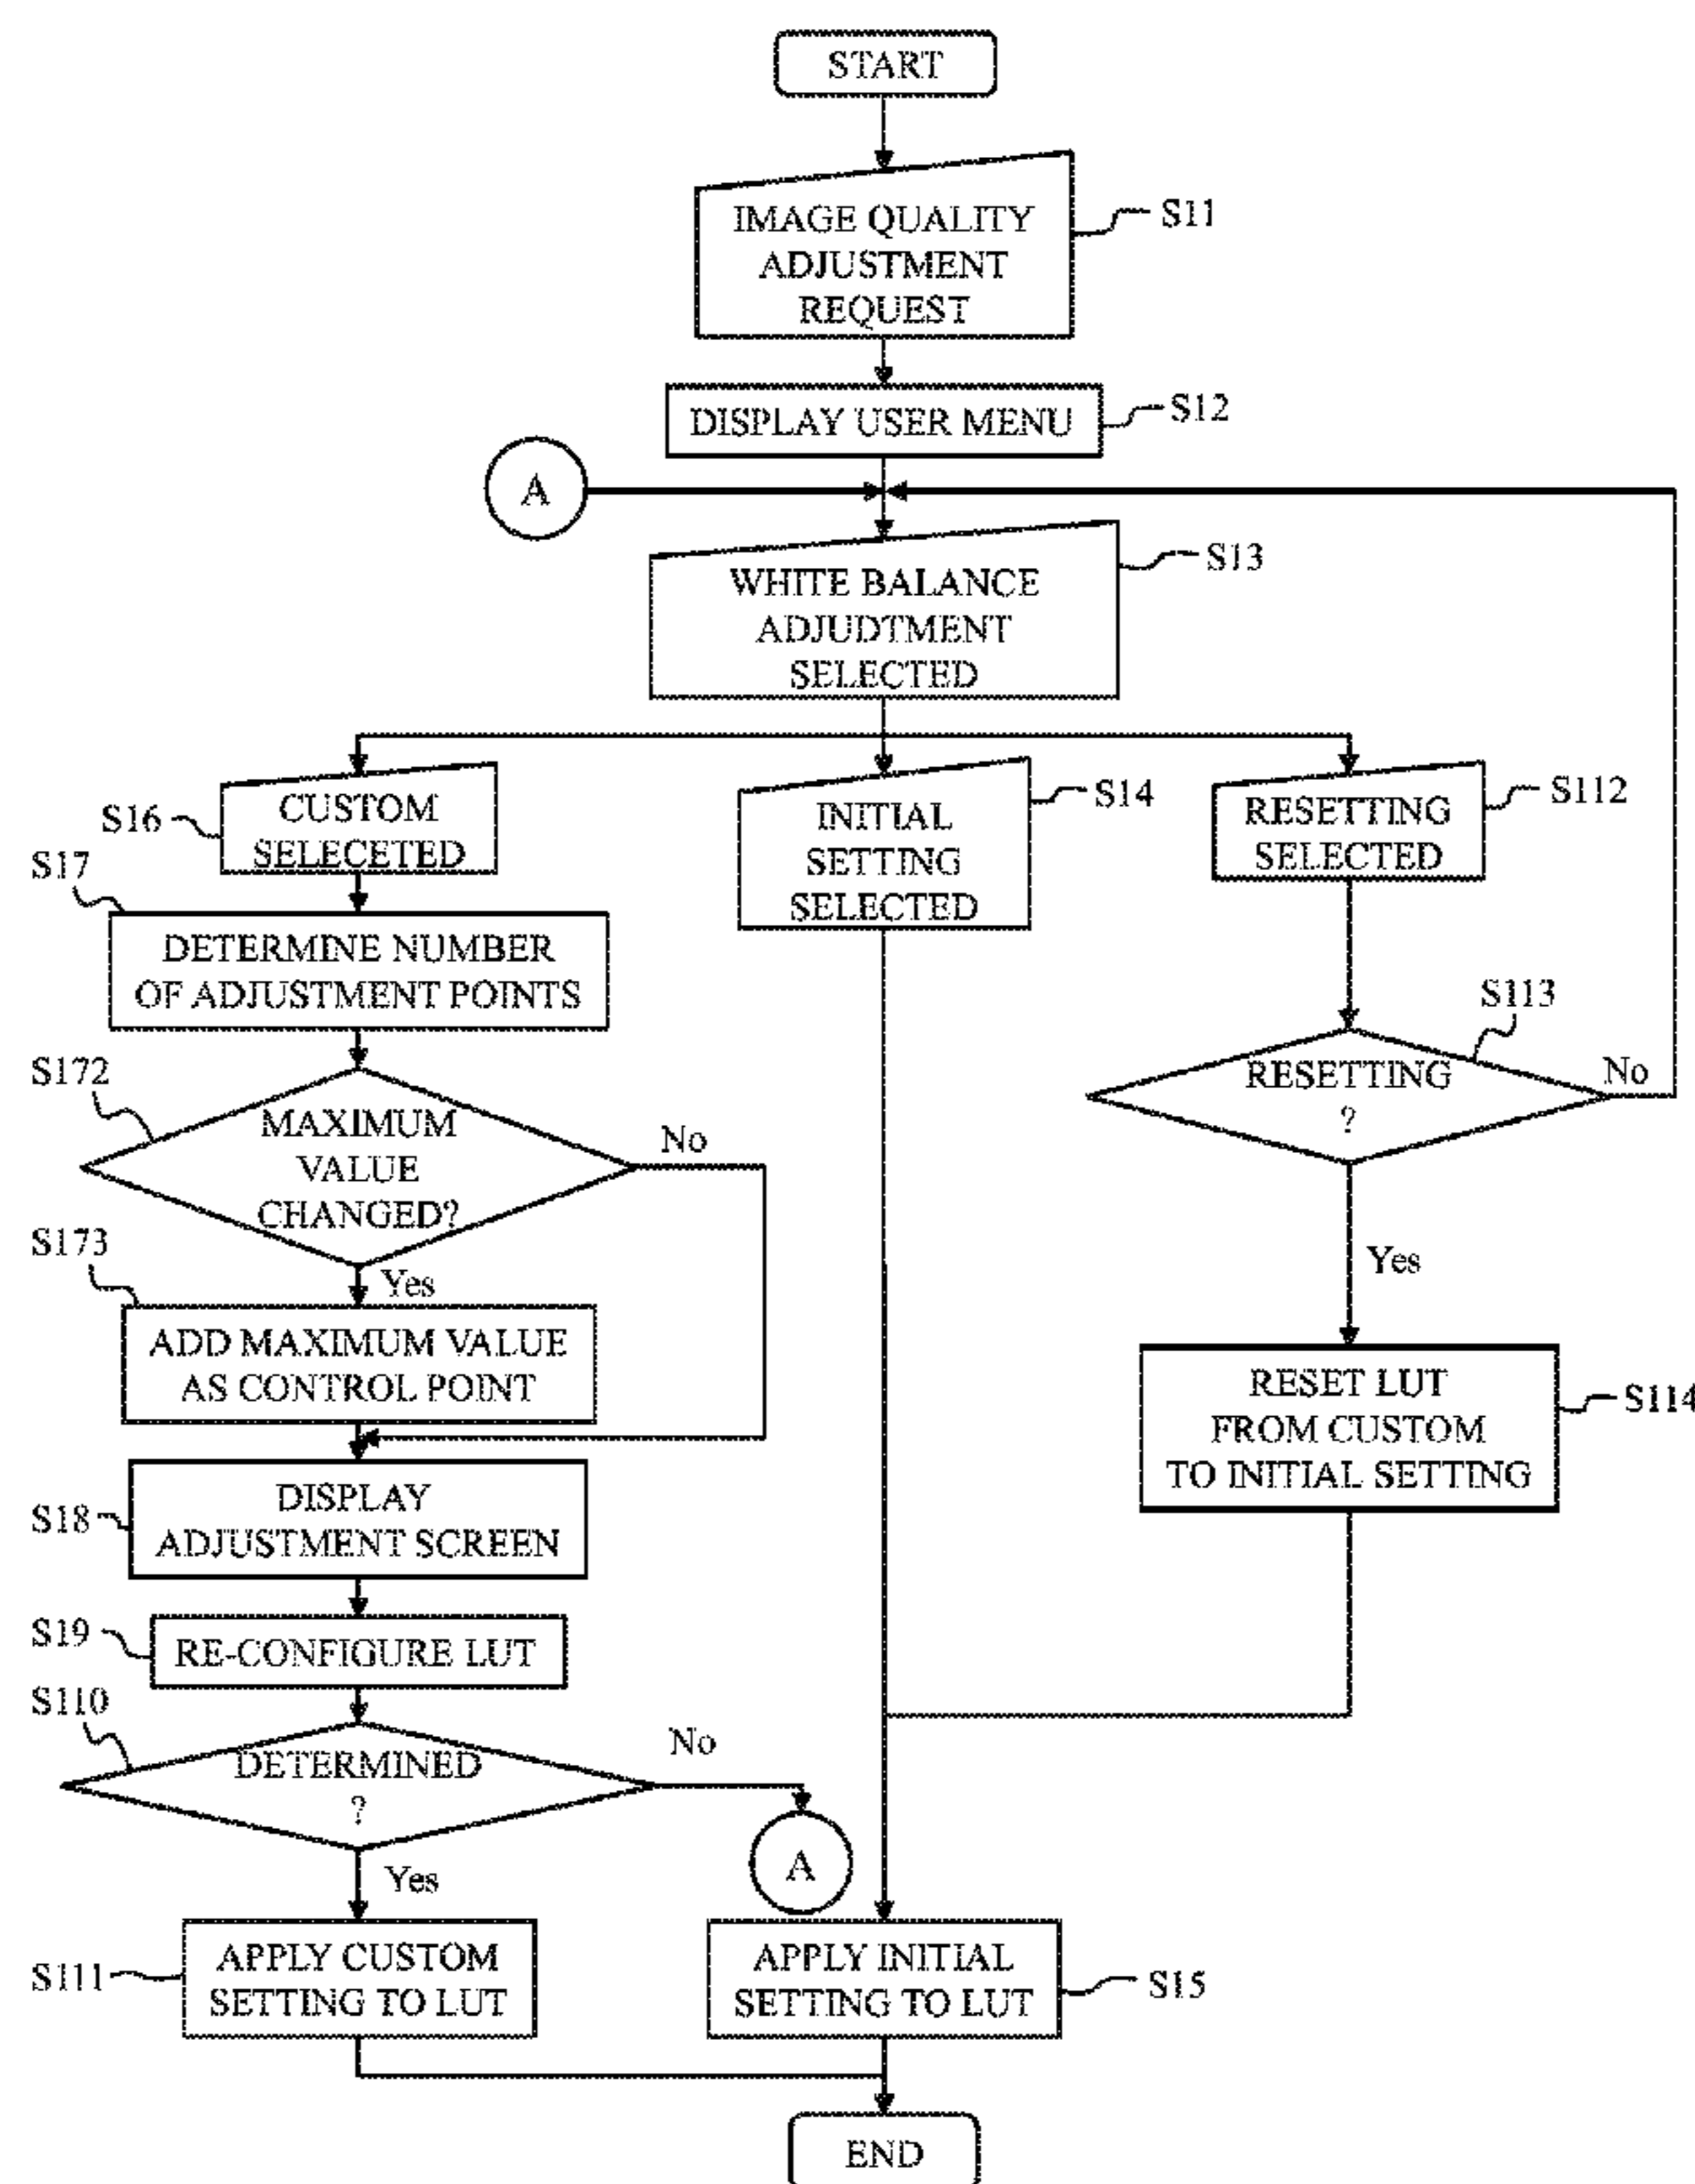 START
IMAGE QUALITY
ADJUSTMENT
REQUEST
S11
DISPLAY USER MENU
S12
A
WHITE BALANCE
ADJUDTMENT
SELECTED
S13
S16
CUSTOM
SELECETED
INITIAL
SETTING
SELECTED
S14
RESETTING
SELECTED
S112
S17
DETERMINE NUMBER
OF ADJUSTMENT POINTS
S113
RESETTING
?
No
S172
MAXIMUM
VALUE
CHANGED?
No
Yes
Yes
S173
ADD MAXIMUM VALUE
AS CONTROL POINT
RESET LUT
FROM CUSTOM
TO INITIAL SETTING
S114
S18
DISPLAY
ADJUSTMENT SCREEN
S19
RE-CONFIGURE LUT
S110
DETERMINED
?
No
A
Yes
S111
APPLY CUSTOM
SETTING TO LUT
APPLY INITIAL
SETTING TO LUT
S15
END